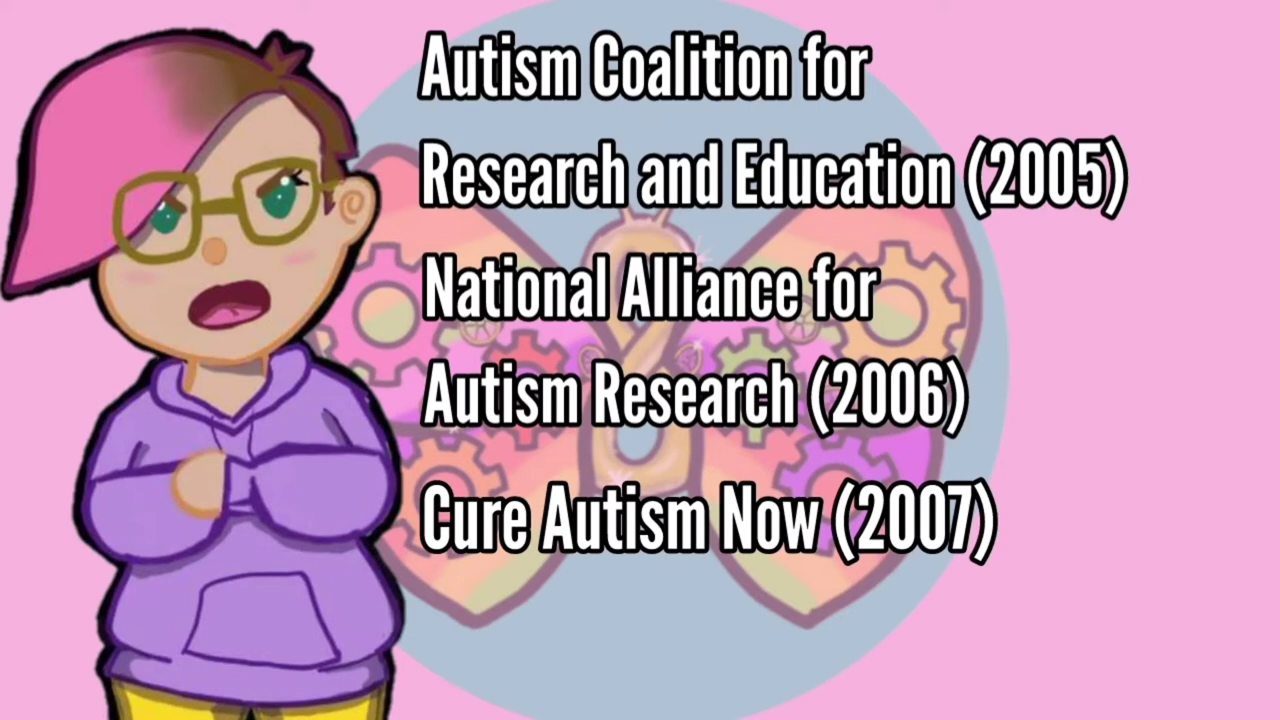 Autism Coalition for
Research and Education (2005)
National Alliance for
Autism Research (2006)
Cure Autism Now (2007)